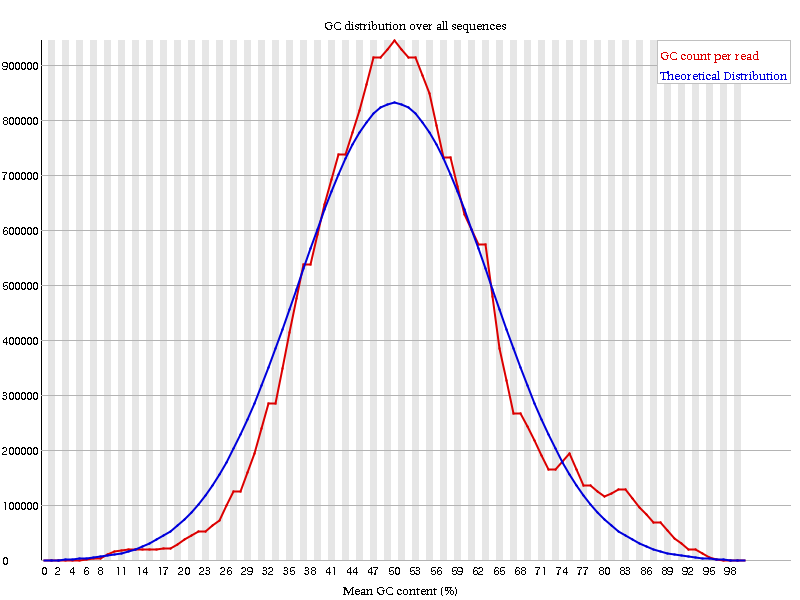 GC distribution over all sequences
GC count per read
Theoretical Distribution
900000
800000
700000
600000
500000
400000
300000
200000
100000
0
0 2 4 6 8 11 14 17 20 23 26 29 32 35 38 41 44 47 50 53 56 59 62 65 68 71 74 77 80 83 86 89 92 95 98
Mean GC content (%)